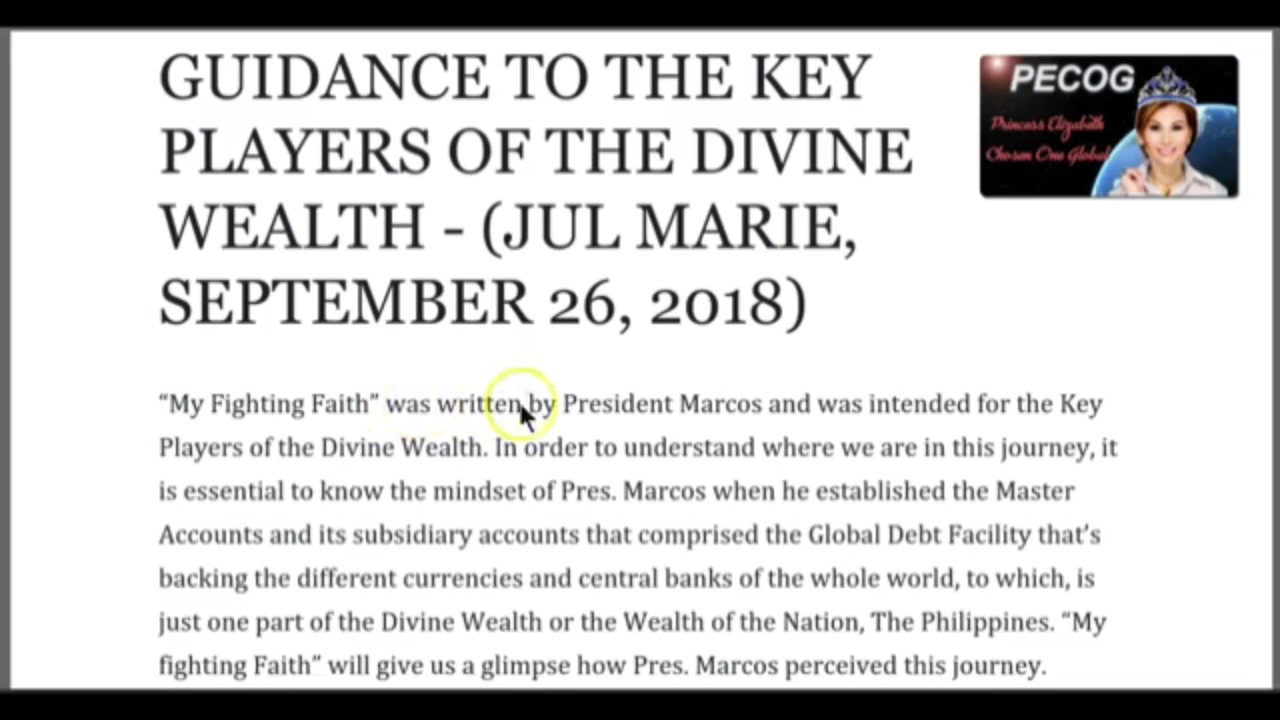 GUIDANCE TO THE KEY
PLAYERS OF THE DIVINE
WEALTH - (JUL MARIE,
SEPTEMBER 26, 2018)
PECOG
Princess Elizabeth
Chosen One Global
“My Fighting Faith” was written by President Marcos and was intended for the Key
Players of the Divine Wealth. In order to understand where we are in this journey, it
is essential to know the mindset of Pres. Marcos when he established the Master
Accounts and its subsidiary accounts that comprised the Global Debt Facility that’s
backing the different currencies and central banks of the whole world, to which, is
just one part of the Divine Wealth or the Wealth of the Nation, The Philippines. “My
fighting Faith” will give us a glimpse how Pres. Marcos perceived this journey.